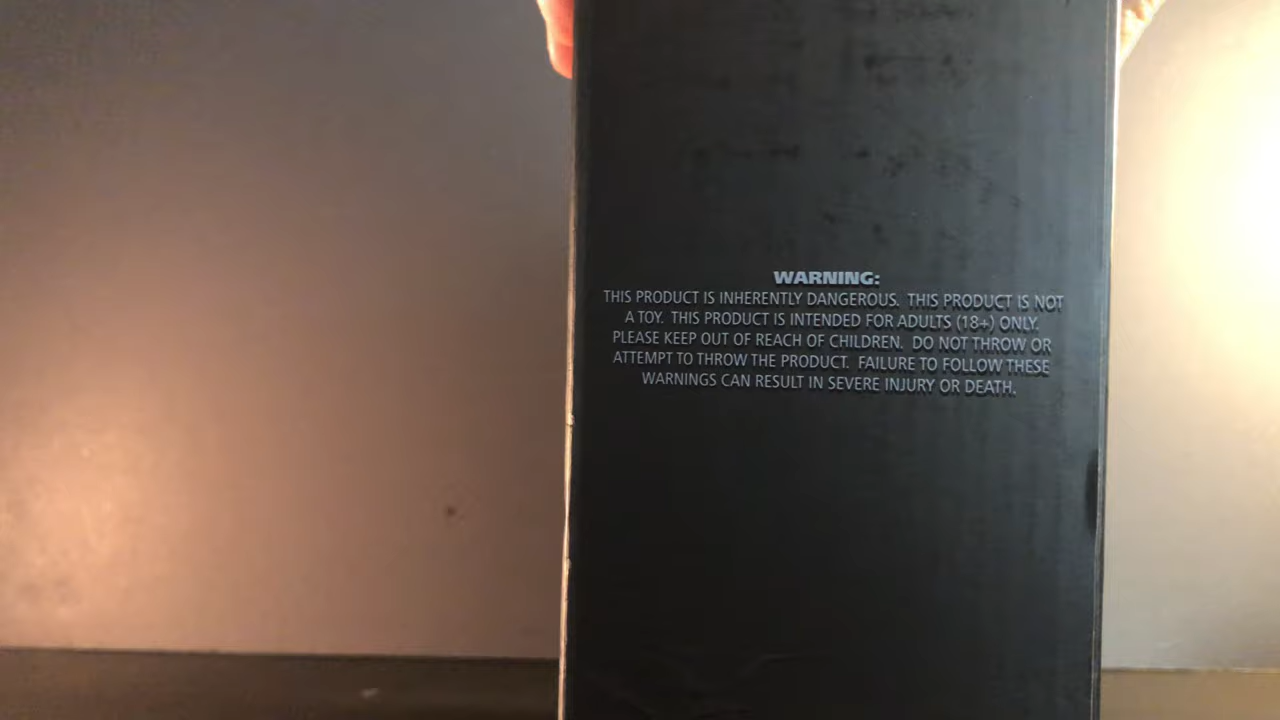 WARNING:
THIS PRODUCT IS INHERENTLY DANGEROUS. THIS PRODUCT IS NOT
A TOY. THIS PRODUCT IS INTENDED FOR ADULTS (18+) ONLY.
PLEASE KEEP OUT OF REACH OF CHILDREN. DO NOT THROW OR
ATTEMPT TO THROW THE PRODUCT. FAILURE TO FOLLOW THESE
WARNINGS CAN RESULT IN SEVERE INJURY OR DEATH.